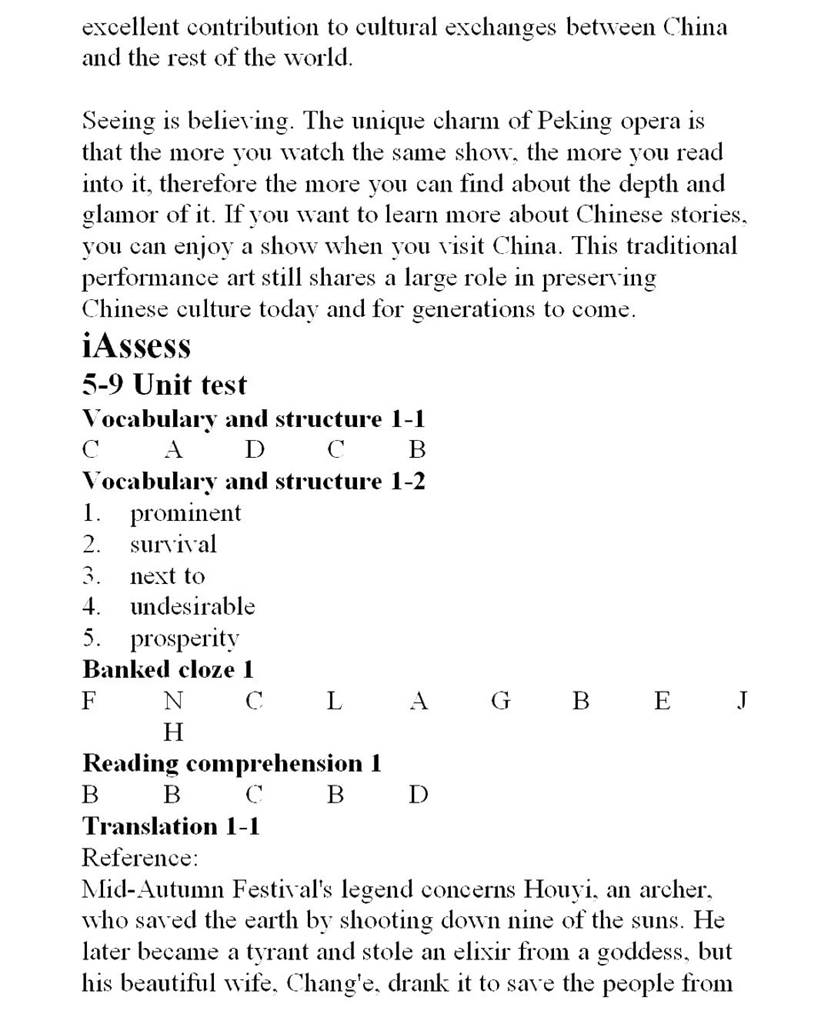 excellent contribution to cultural exchanges between China
and the rest of the world.
Seeing is believing. The unique charm of Peking opera is
that the more you watch the same show, the more you read
into it, therefore the more you can find about the depth and
glamor of it. If you want to learn more about Chinese stories,
you can enjoy a show when you visit China. This traditional
performance art still shares a large role in preserving
Chinese culture today and for generations to come.
iAssess
5-9 Unit test
Vocabulary and structure 1-1
C A D C B
Vocabulary and structure 1-2
1. prominent
2. survival
3. next to
4. undesirable
5. prosperity
Banked cloze 1
F N C L A G B E J
H
Reading comprehension 1
B B C B D
Translation 1-1
Reference:
Mid-Autumn Festival's legend concerns Houyi, an archer,
who saved the earth by shooting down nine of the suns. He
later became a tyrant and stole an elixir from a goddess, but
his beautiful wife, Chang'e, drank it to save the people from